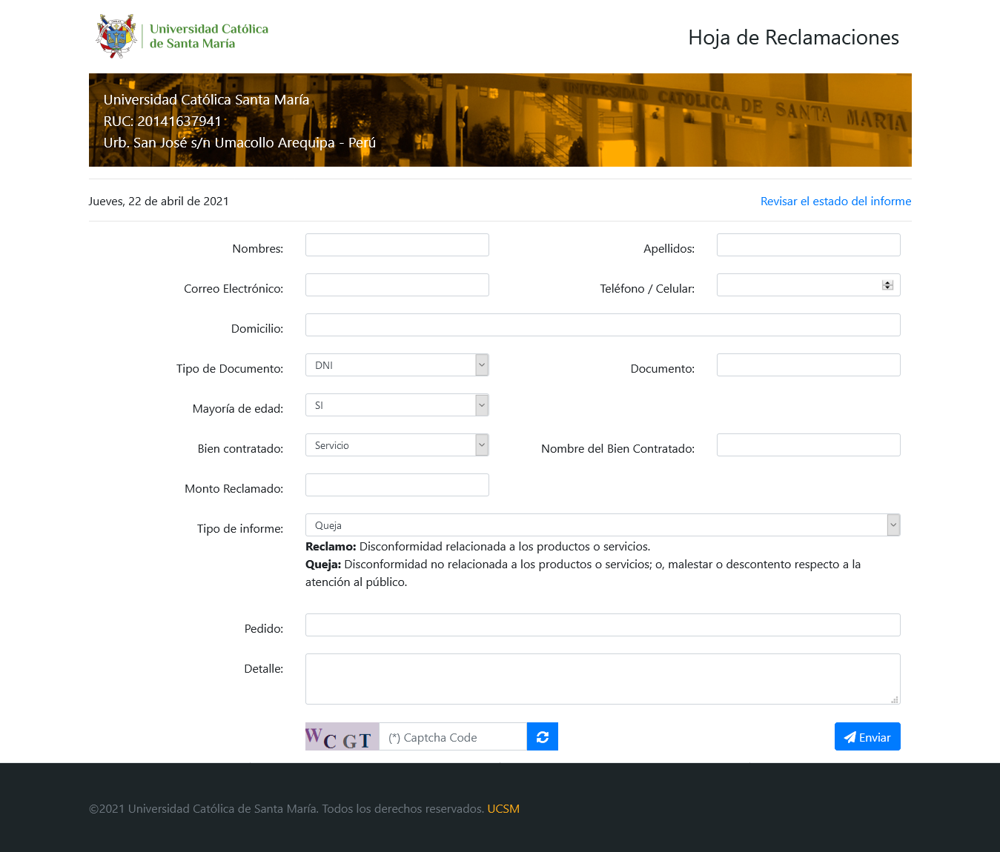 Universidad Católica
de Santa María
Hoja de Reclamaciones
Universidad Católica Santa María
RUC: 20141637941
Urb. San José s/n Umacollo Arequipa - Perú
UNIVERSIDAD CATOLICA DE SANTA MARIA
Jueves, 22 de abril de 2021
Revisar el estado del informe
Nombres:
Apellidos:
Correo Electrónico:
Teléfono / Celular:
Domicilio:
Tipo de Documento: DNI
Documento:
Mayoría de edad: SI
Bien contratado: Servicio
Nombre del Bien Contratado:
Monto Reclamado:
Tipo de informe: Queja
Reclamo: Disconformidad relacionada a los productos o servicios.
Queja: Disconformidad no relacionada a los productos o servicios; o, malestar o descontento respecto a la
atención al público.
Pedido:
Detalle:
W C G T
(*) Captcha Code
Enviar
©2021 Universidad Católica de Santa María. Todos los derechos reservados. UCSM